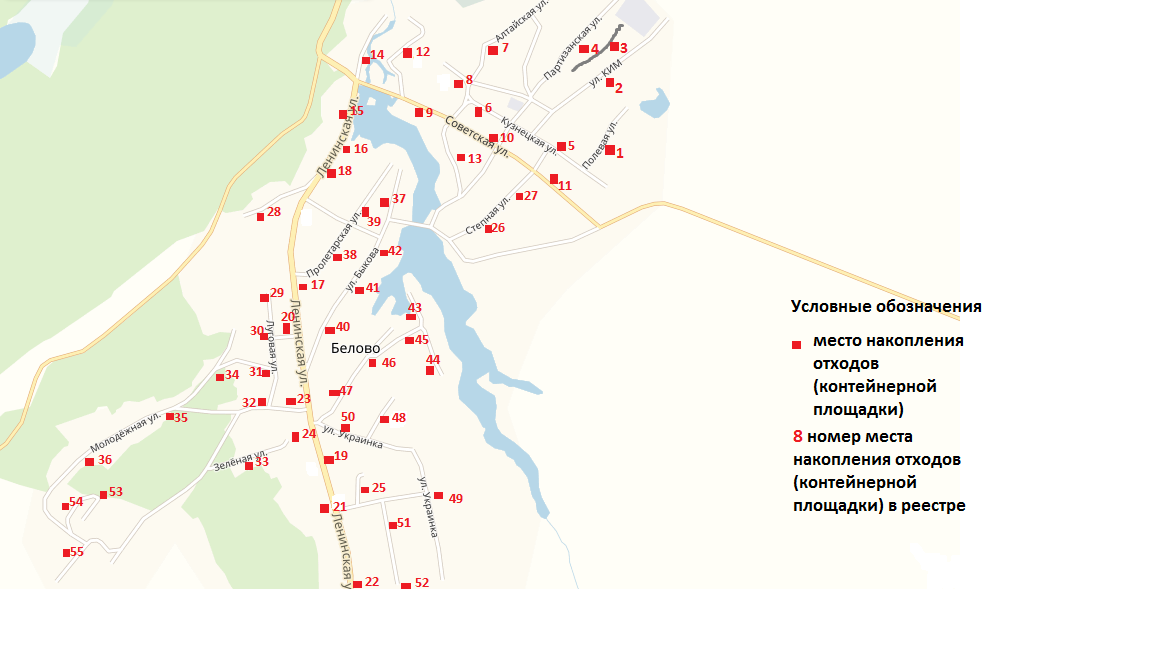 Алтайская ул.
Партизанская ул.
14
12
7
4
3
8
ул. КИМ
2
15
9
6
Кузнецкая ул.
Советская ул.
10
5
Полевая ул.
1
Ленинская ул.
16
13
18
11
27
37
28
39
Степная ул.
26
Пролетарская ул.
38
42
ул. Быкова
17
41
29
43
Условные обозначения
20
30
40
Луговая ул.
Ленинская ул.
Белово
45
место накопления
отходов
(контейнерной
площадки)
46
44
34
31
47
32
23
35
50
48
Молодёжная ул.
24
ул. Украинка
8 номер места
накопления отходов
(контейнерной
площадки) в реестре
36
Зелёная ул.
33
19
53
25
49
54
21
ул. Украинка
51
55
Ленинская у
22
52